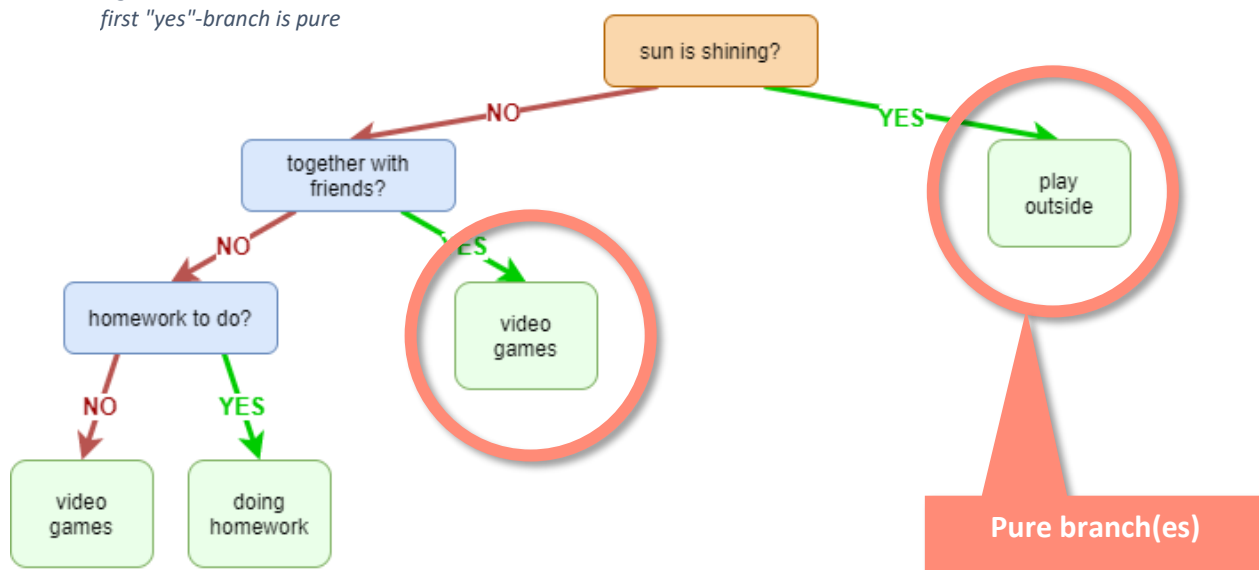 first "yes"-branch is pure
sun is shining?
NO
YES
together with
friends?
play
outside
NO
YES
homework to do?
video
games
NO
YES
video
games
doing
homework
Pure branch(es)